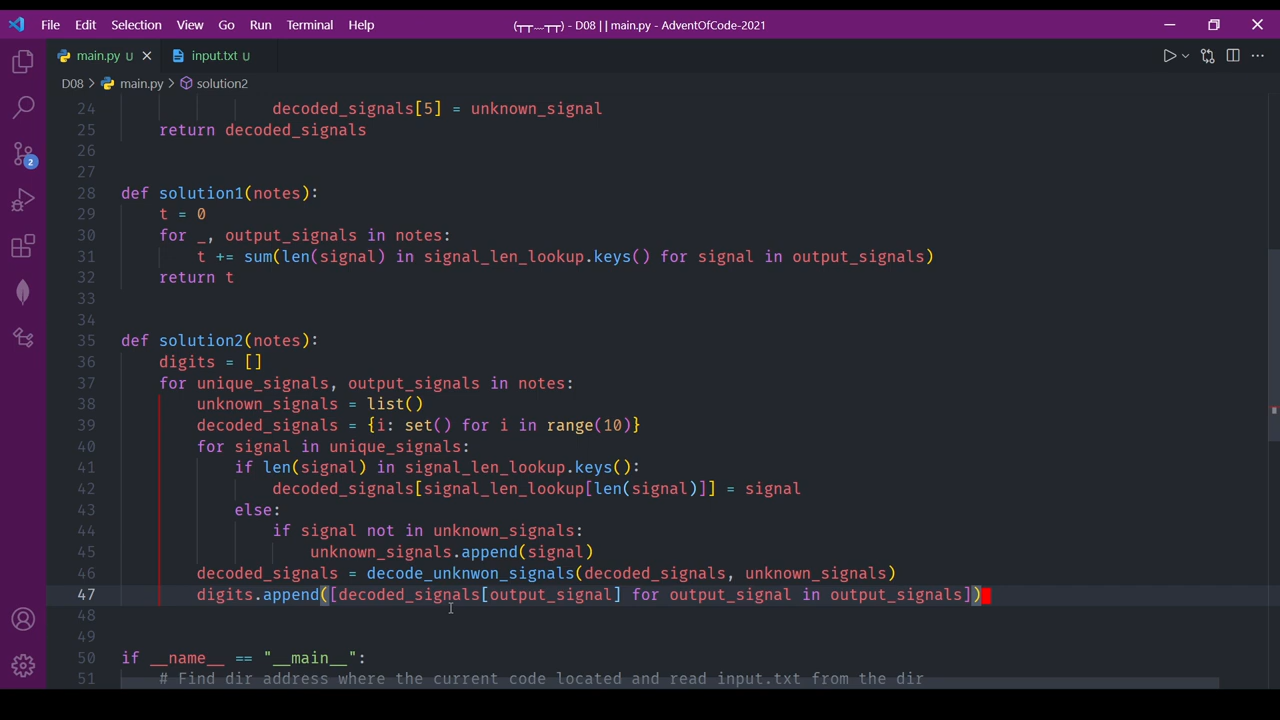 File Edit Selection View Go Run Terminal Help
(┬┬﹏┬┬) - D08 || main.py - AdventOfCode-2021
main.py U
input.txt U
D08 > main.py > solution2
2
24 decoded_signals[5] = unknown_signal
25 return decoded_signals
26
27
28 def solution1(notes):
29 t = 0
30 for _, output_signals in notes:
31 t += sum(len(signal) in signal_len_lookup.keys() for signal in output_signals)
32 return t
33
34
35 def solution2(notes):
36 digits = []
37 for unique_signals, output_signals in notes:
38 unknown_signals = list()
39 decoded_signals = {i: set() for i in range(10)}
40 for signal in unique_signals:
41 if len(signal) in signal_len_lookup.keys():
42 decoded_signals[signal_len_lookup[len(signal)]] = signal
43 else:
44 if signal not in unknown_signals:
45 unknown_signals.append(signal)
46 decoded_signals = decode_unknwon_signals(decoded_signals, unknown_signals)
47 digits.append([decoded_signals[output_signal] for output_signal in output_signals])
48
49
50 if __name__ == "__main__":
51 # Find dir address where the current code located and read input.txt from the dir